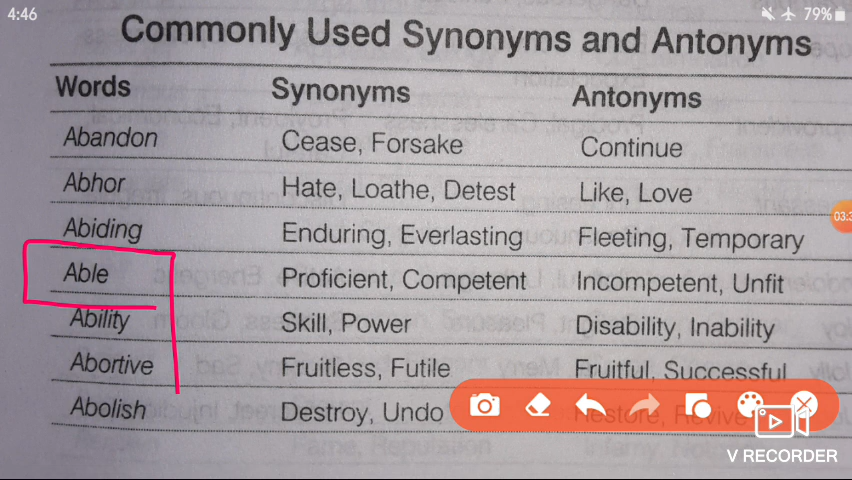 4:46 79%
Commonly Used Synonyms and Antonyms
Words Synonyms Antonyms
Abandon Cease, Forsake Continue
Abhor Hate, Loathe, Detest Like, Love
Abiding Enduring, Everlasting Fleeting, Temporary
Able Proficient, Competent Incompetent, Unfit
Ability Skill, Power Disability, Inability
Abortive Fruitless, Futile Fruitful, Successful
Abolish Destroy, Undo Restore, Revive
V RECORDER